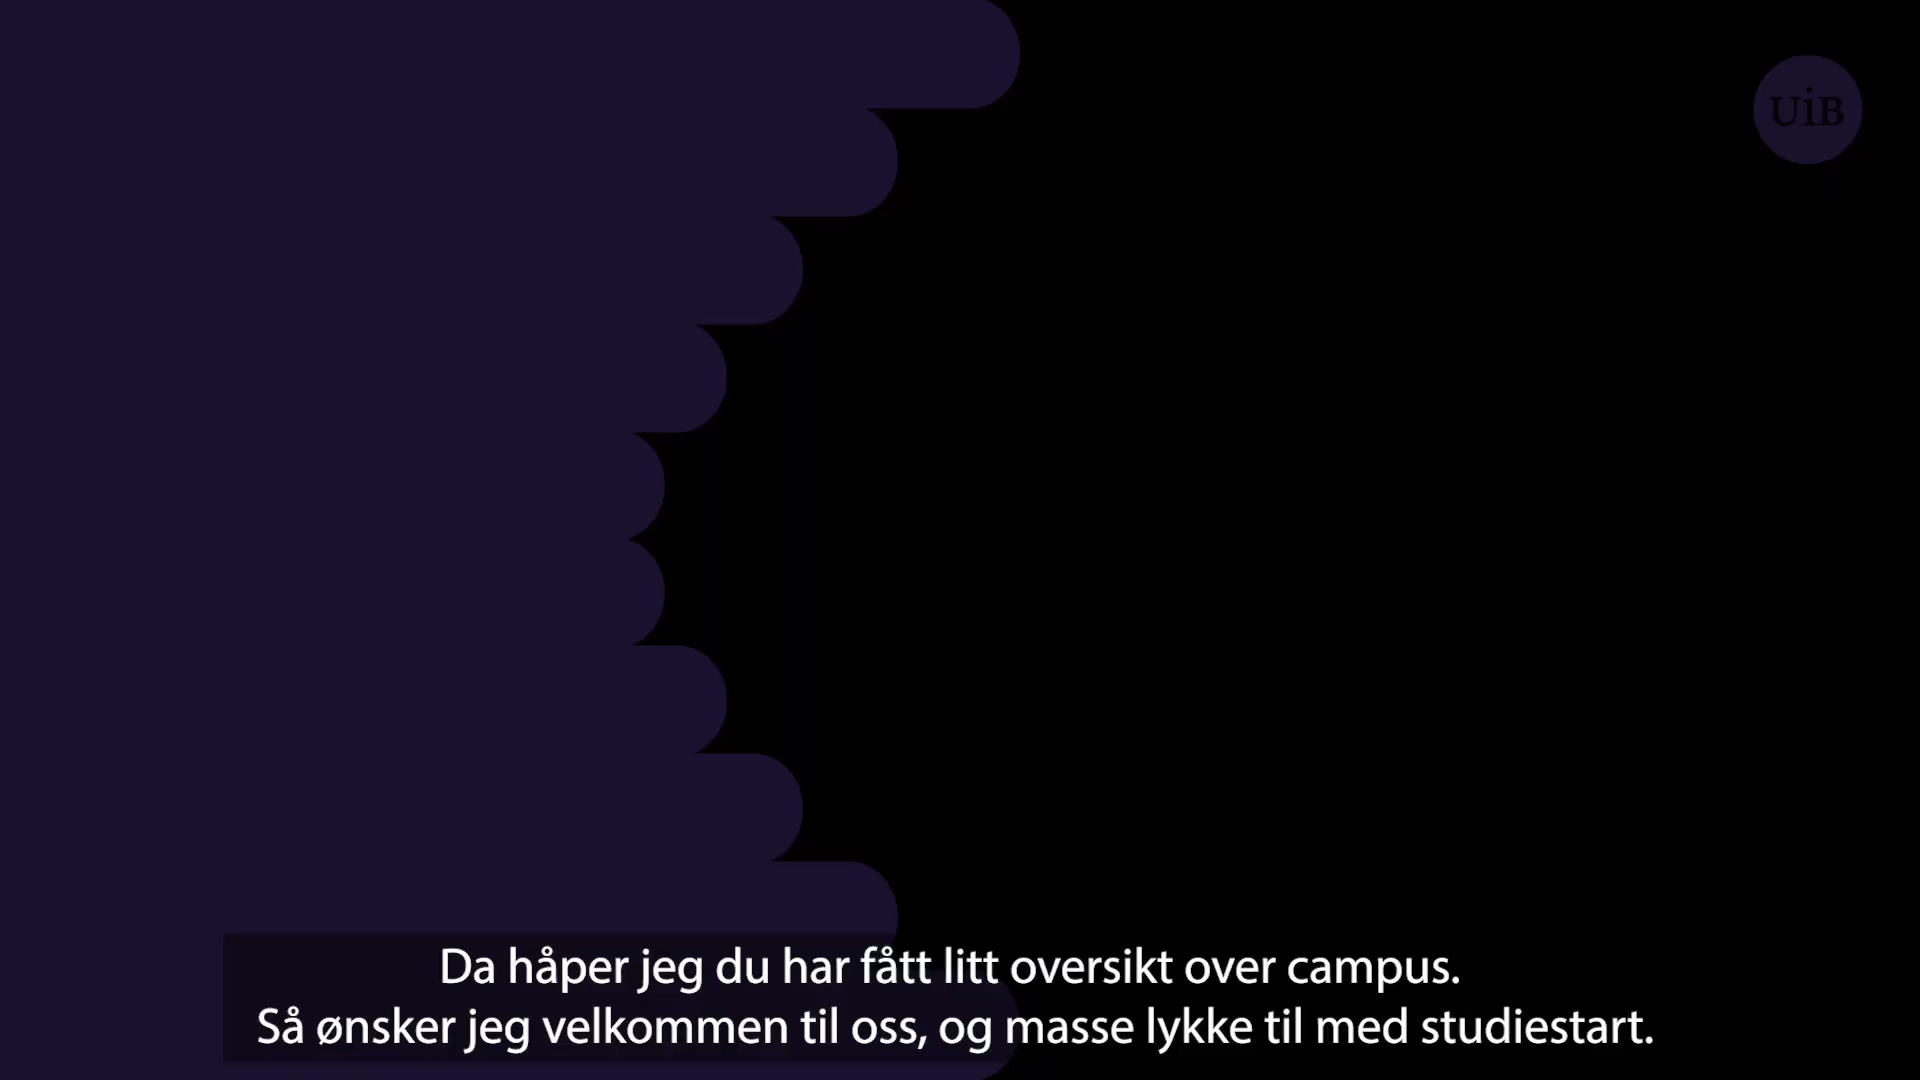 UiB
Da håper jeg du har fått litt oversikt over campus.
Så ønsker jeg velkommen til oss, og masse lykke til med studiestart.